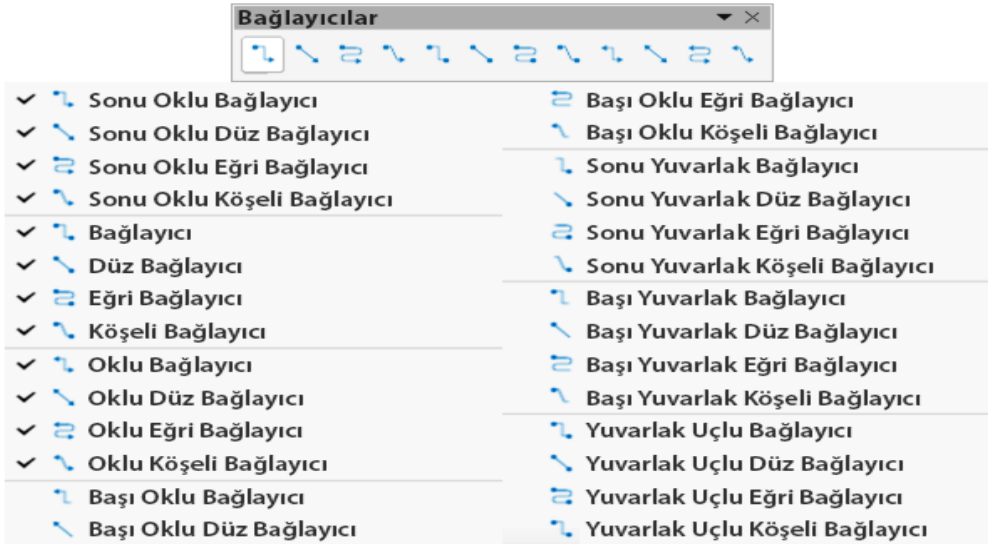 Bağlayıcılar
Sonu Oklu Bağlayıcı
Sonu Oklu Düz Bağlayıcı
Sonu Oklu Eğri Bağlayıcı
Sonu Oklu Köşeli Bağlayıcı
Bağlayıcı
Düz Bağlayıcı
Eğri Bağlayıcı
Köşeli Bağlayıcı
Oklu Bağlayıcı
Oklu Düz Bağlayıcı
Oklu Eğri Bağlayıcı
Oklu Köşeli Bağlayıcı
Başı Oklu Bağlayıcı
Başı Oklu Düz Bağlayıcı
Başı Oklu Eğri Bağlayıcı
Başı Oklu Köşeli Bağlayıcı
Sonu Yuvarlak Bağlayıcı
Sonu Yuvarlak Düz Bağlayıcı
Sonu Yuvarlak Eğri Bağlayıcı
Sonu Yuvarlak Köşeli Bağlayıcı
Başı Yuvarlak Bağlayıcı
Başı Yuvarlak Düz Bağlayıcı
Başı Yuvarlak Eğri Bağlayıcı
Başı Yuvarlak Köşeli Bağlayıcı
Yuvarlak Uçlu Bağlayıcı
Yuvarlak Uçlu Düz Bağlayıcı
Yuvarlak Uçlu Eğri Bağlayıcı
Yuvarlak Uçlu Köşeli Bağlayıcı